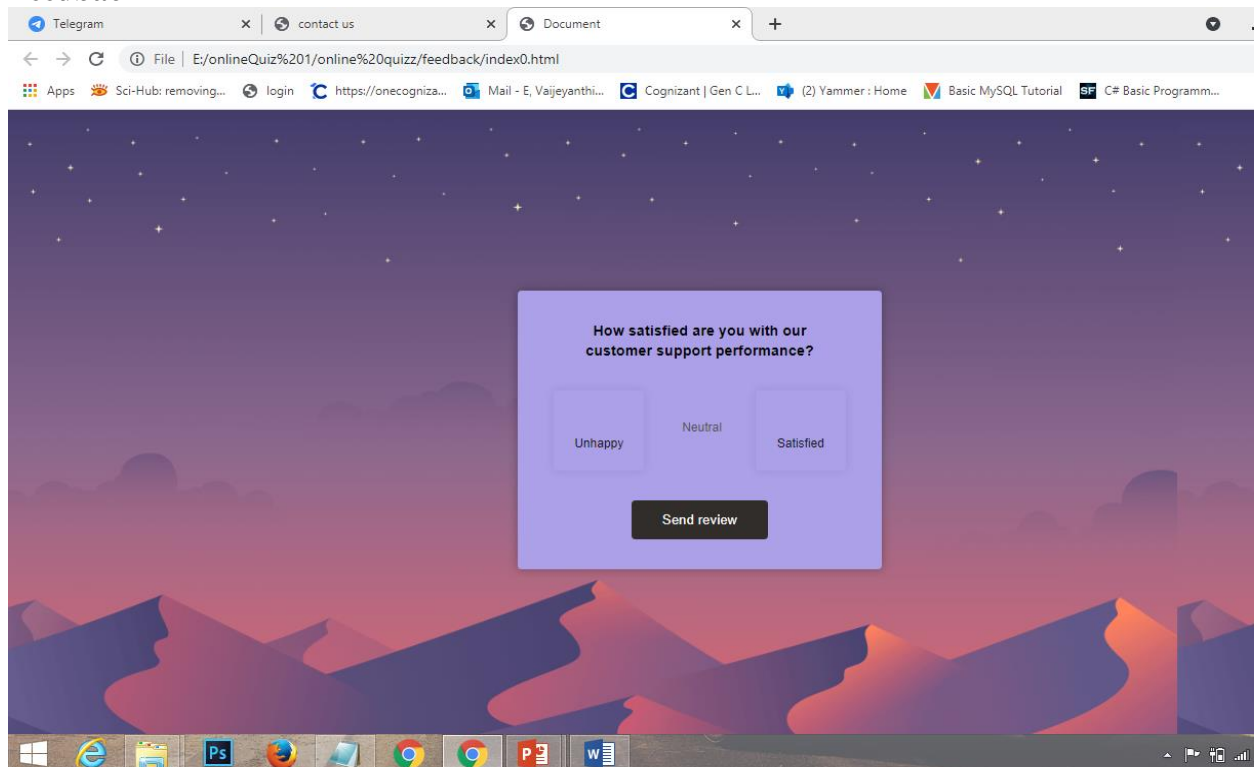 Telegram
contact us
Document
File | E:/onlineQuiz%201/online%20quizz/feedback/index0.html
Apps
Sci-Hub: removing...
login
https://onecogniza...
Mail - E, Vaijeyanthi...
Cognizant | Gen C L...
(2) Yammer : Home
Basic MySQL Tutorial
SF
C# Basic Programm...
How satisfied are you with our
customer support performance?
Unhappy
Neutral
Satisfied
Send review
Ps